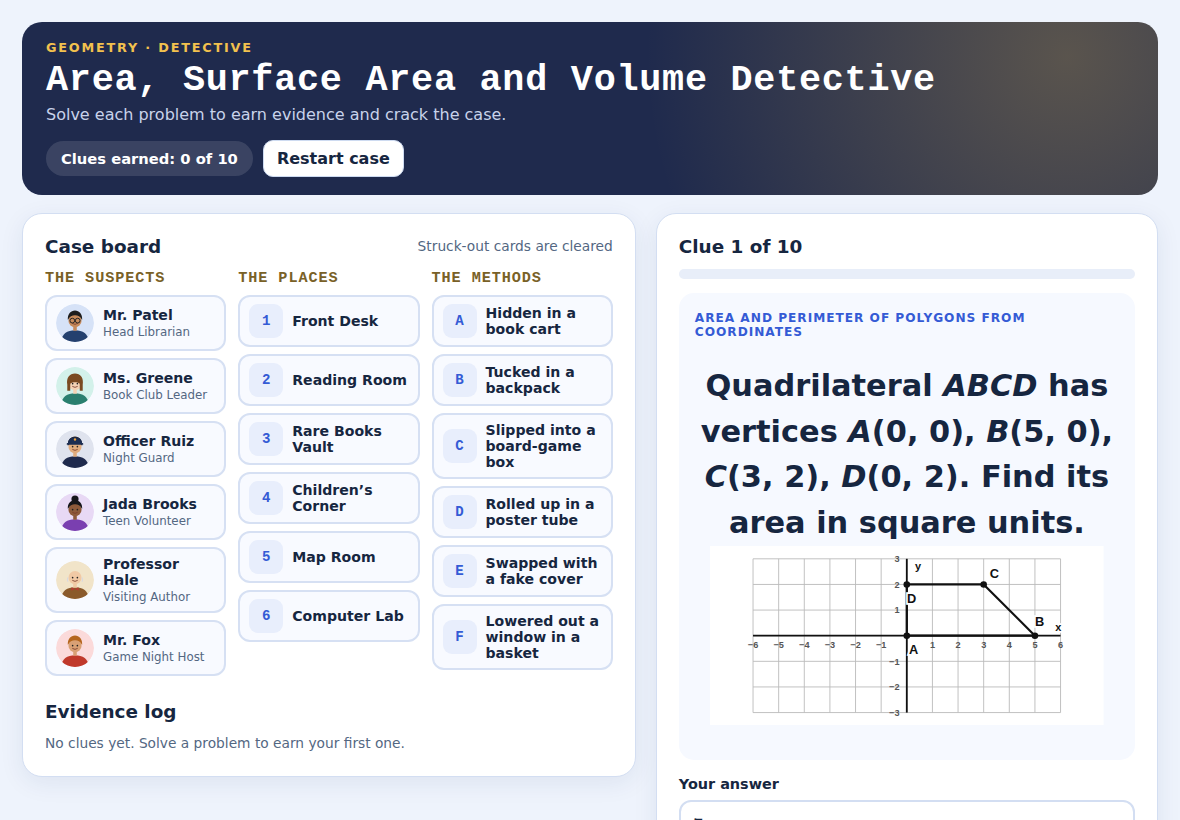 GEOMETRY · DETECTIVE
Area, Surface Area and Volume Detective
Solve each problem to earn evidence and crack the case.
Clues earned: 0 of 10
Restart case
Case board
Struck-out cards are cleared
THE SUSPECTS
Mr. Patel
Head Librarian
Ms. Greene
Book Club Leader
Officer Ruiz
Night Guard
Jada Brooks
Teen Volunteer
Professor
Hale
Visiting Author
Mr. Fox
Game Night Host
THE PLACES
1
Front Desk
2
Reading Room
3
Rare Books
Vault
4
Children’s
Corner
5
Map Room
6
Computer Lab
THE METHODS
A
Hidden in a
book cart
B
Tucked in a
backpack
C
Slipped into a
board-game
box
D
Rolled up in a
poster tube
E
Swapped with
a fake cover
F
Lowered out a
window in a
basket
Evidence log
No clues yet. Solve a problem to earn your first one.
Clue 1 of 10
AREA AND PERIMETER OF POLYGONS FROM
COORDINATES
Quadrilateral ABCD has
vertices A(0, 0), B(5, 0),
C(3, 2), D(0, 2). Find its
area in square units.
3
y
C
2
D
1
B
x
−6 −5 −4 −3 −2 −1 1 2 3 4 5 6
A
−1
−2
−3
Your answer